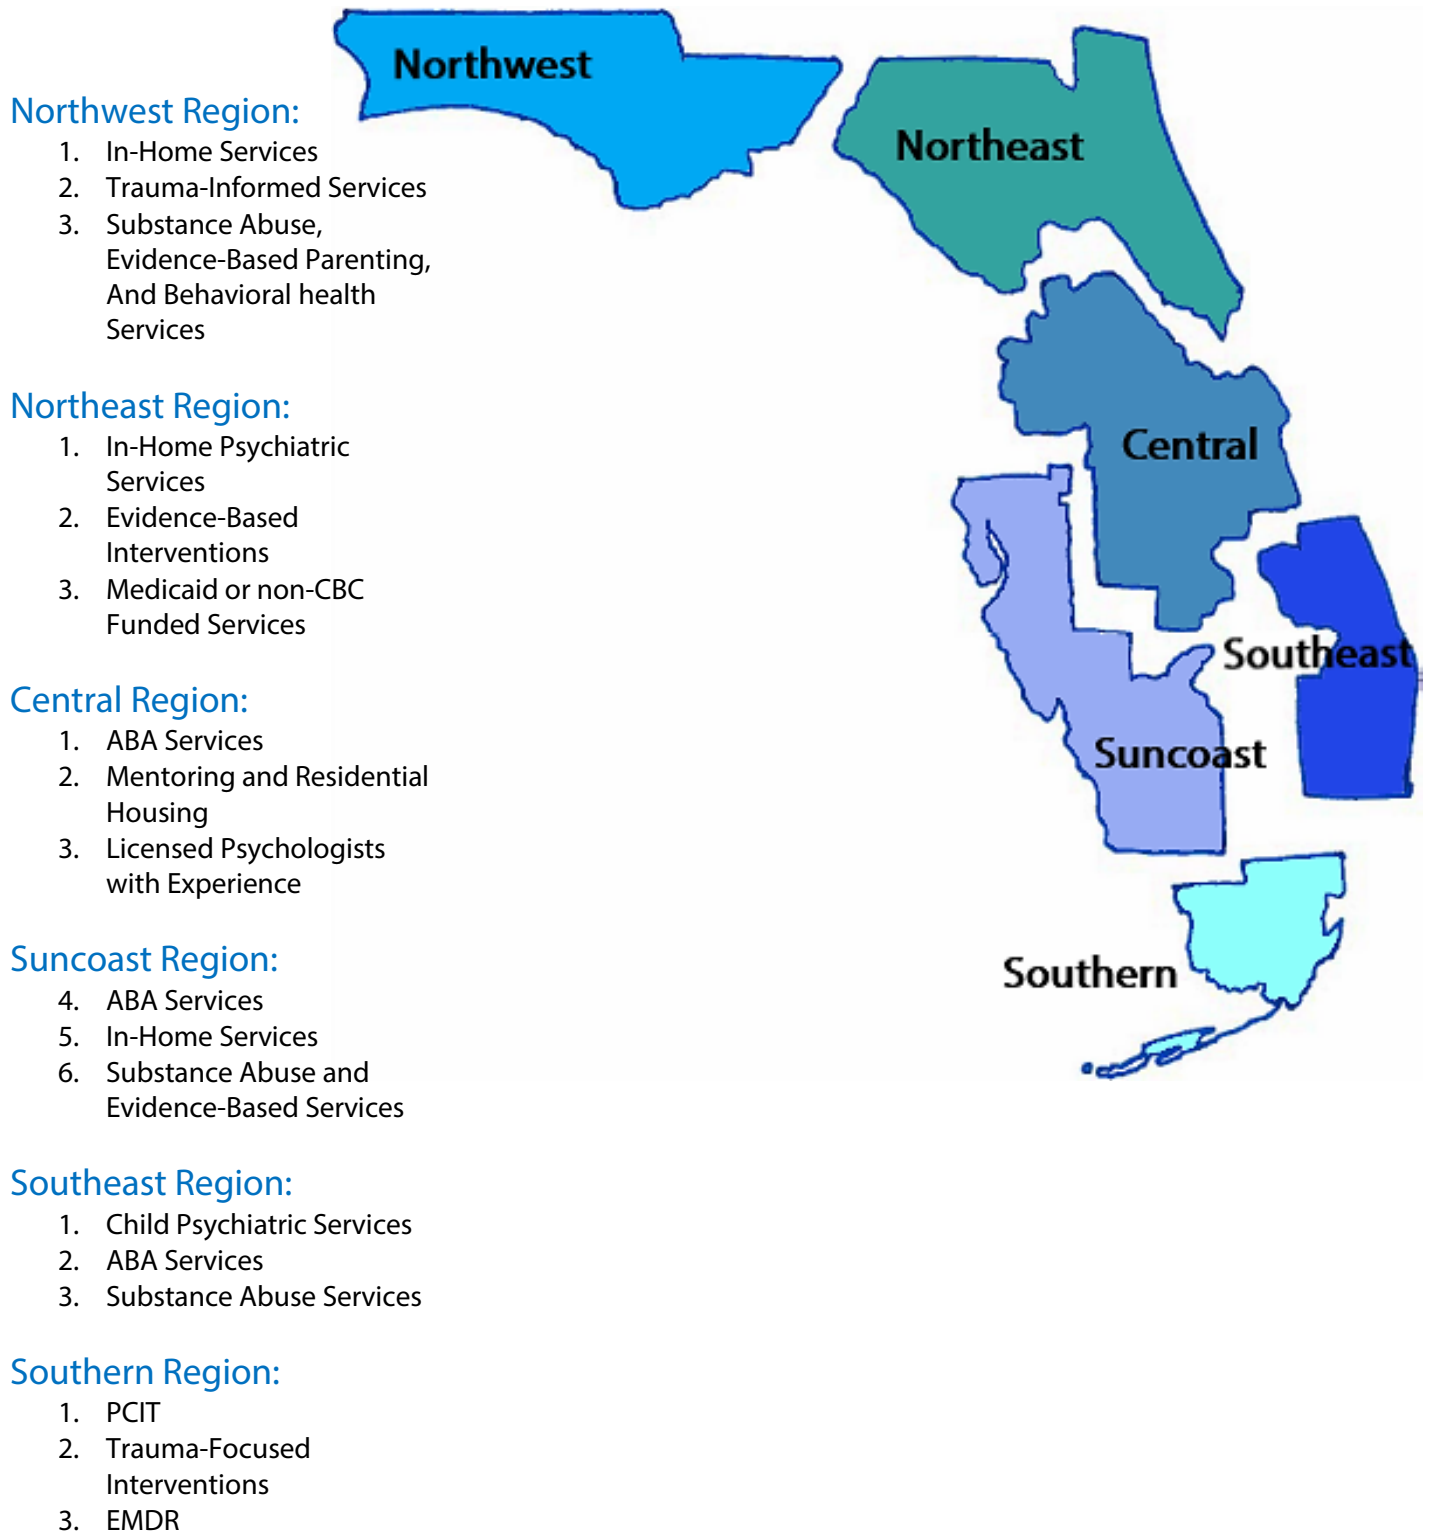 Northwest
Northeast
Central
Southeast
Suncoast
Southern
Northwest Region:
1. In-Home Services
2. Trauma-Informed Services
3. Substance Abuse,
Evidence-Based Parenting,
And Behavioral health
Services
Northeast Region:
1. In-Home Psychiatric
Services
2. Evidence-Based
Interventions
3. Medicaid or non-CBC
Funded Services
Central Region:
1. ABA Services
2. Mentoring and Residential
Housing
3. Licensed Psychologists
with Experience
Suncoast Region:
4. ABA Services
5. In-Home Services
6. Substance Abuse and
Evidence-Based Services
Southeast Region:
1. Child Psychiatric Services
2. ABA Services
3. Substance Abuse Services
Southern Region:
1. PCIT
2. Trauma-Focused
Interventions
3. EMDR